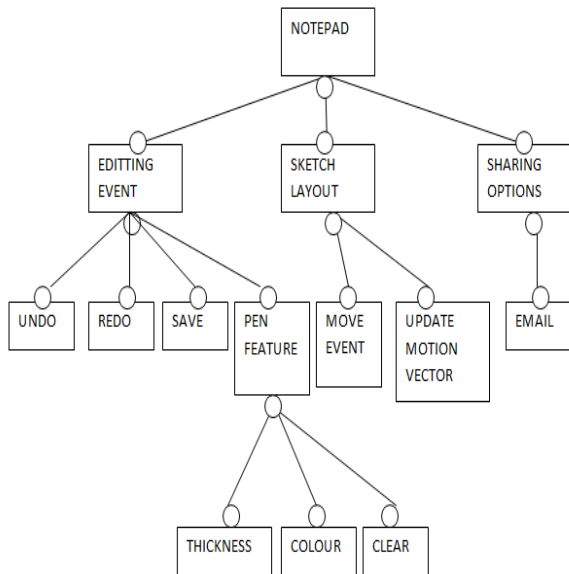 NOTEPAD
EDITTING
EVENT
SKETCH
LAYOUT
SHARING
OPTIONS
UNDO
REDO
SAVE
PEN
FEATURE
MOVE
EVENT
UPDATE
MOTION
VECTOR
EMAIL
THICKNESS
COLOUR
CLEAR